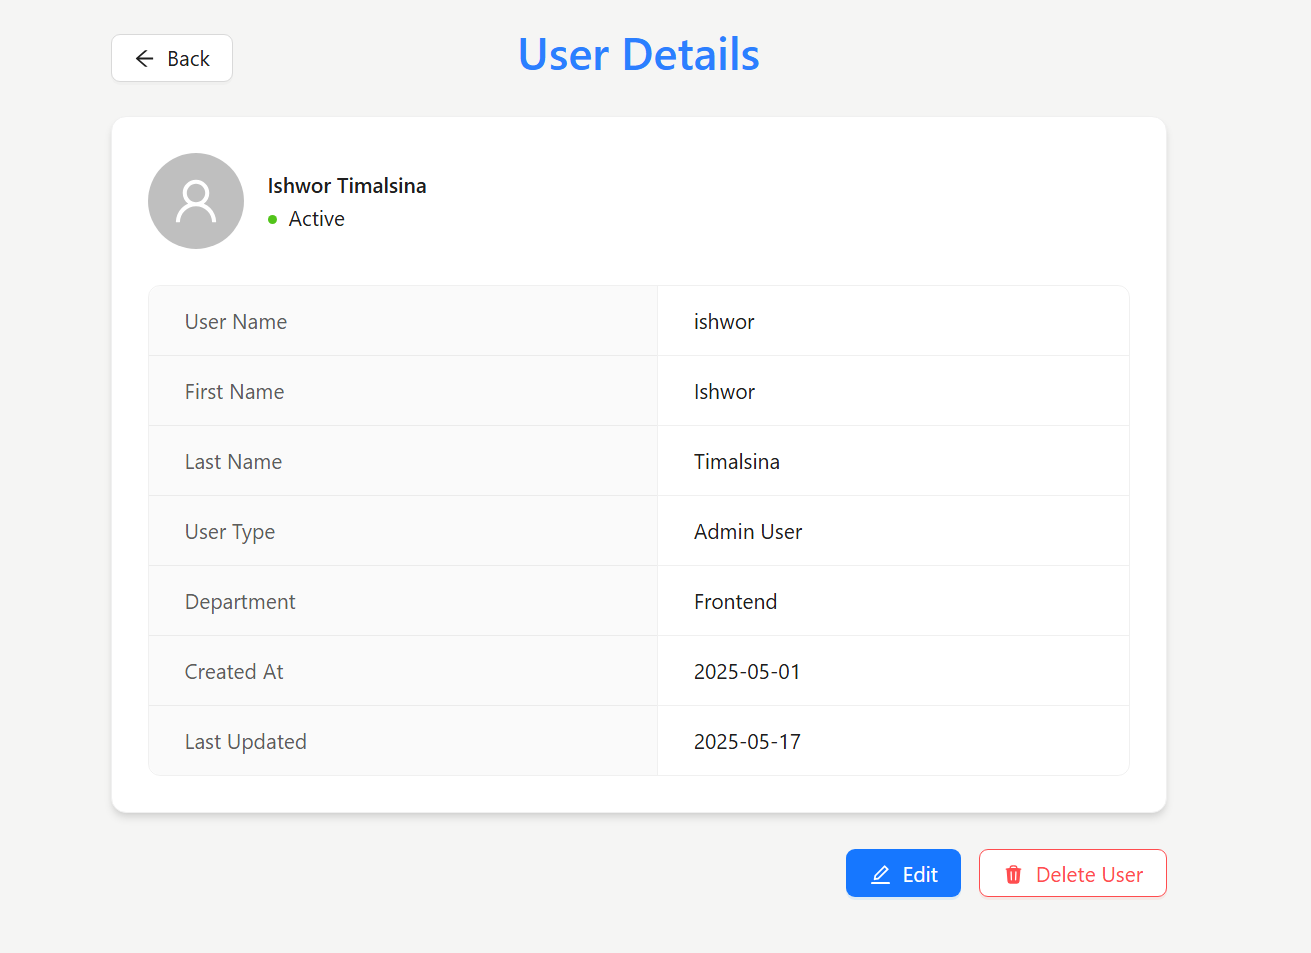 Back
User Details
Ishwor Timalsina
Active
User Name ishwor
First Name Ishwor
Last Name Timalsina
User Type Admin User
Department Frontend
Created At 2025-05-01
Last Updated 2025-05-17
Edit Delete User